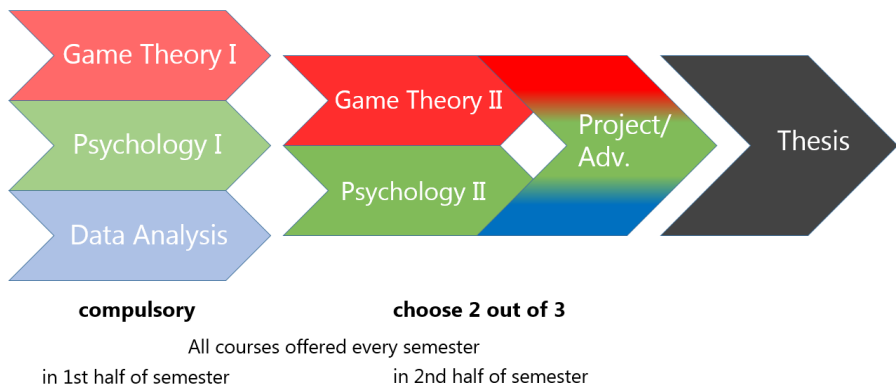 Game Theory I
Psychology I
Data Analysis
Game Theory II
Psychology II
Project/
Adv.
Thesis
compulsory
choose 2 out of 3
All courses offered every semester
in 1st half of semester
in 2nd half of semester